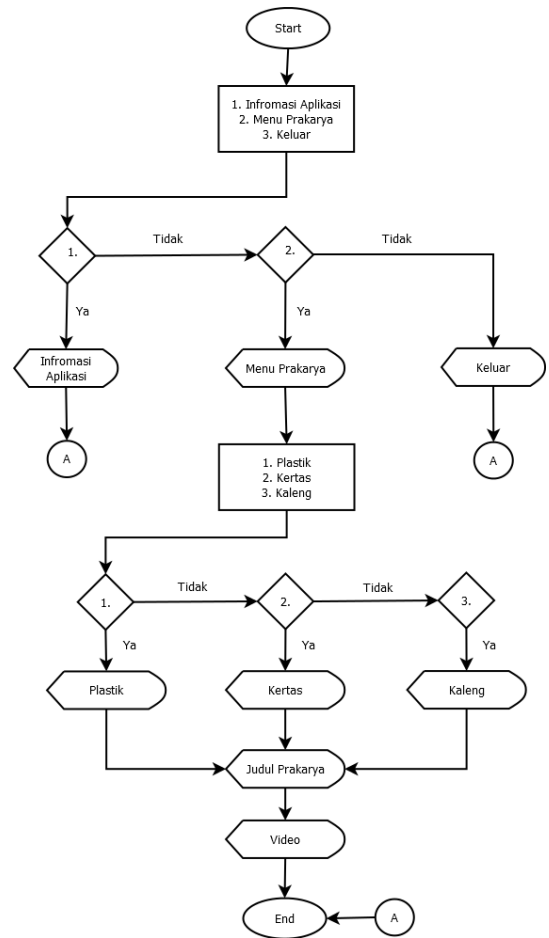 Start
1. Infromasi Aplikasi
2. Menu Prakarya
3. Keluar
1.
Tidak
2.
Tidak
Ya
Ya
Infromasi
Aplikasi
Menu Prakarya
Keluar
A
A
1. Plastik
2. Kertas
3. Kaleng
1.
Tidak
2.
Tidak
3.
Ya
Ya
Ya
Plastik
Kertas
Kaleng
Judul Prakarya
Video
End
A